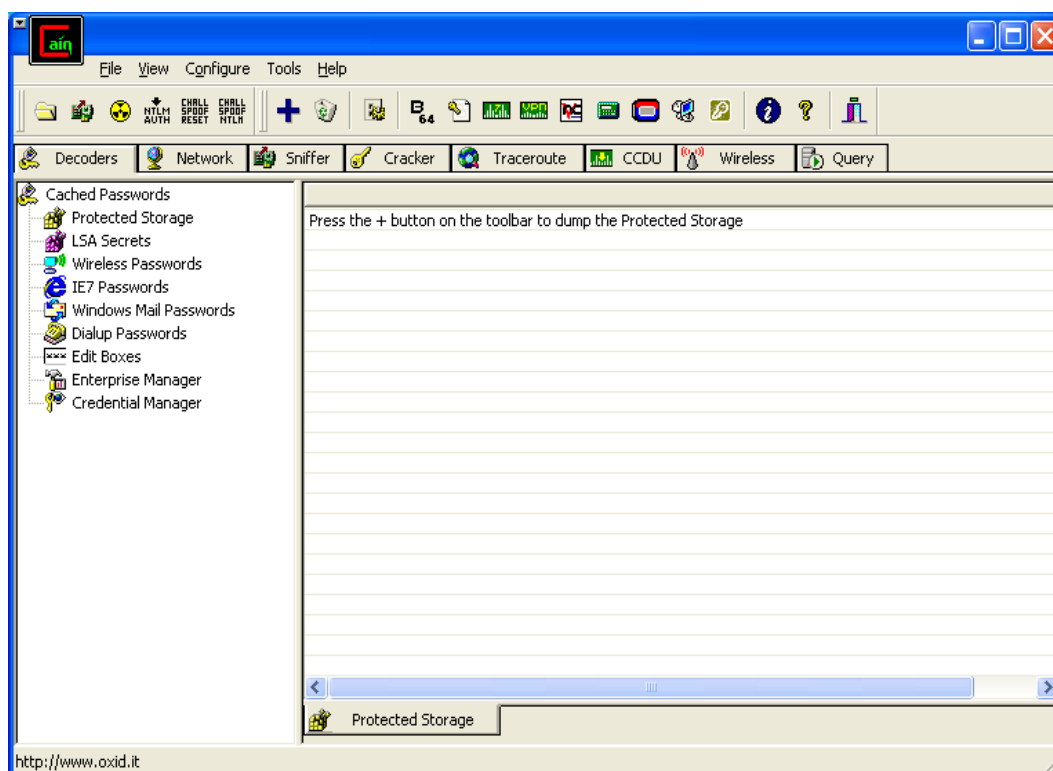 Cain
File View Configure Tools Help
NTLM AUTH CHALL SPOOF RESET CHALL SPOOF NTLM B64
Decoders Network Sniffer Cracker Traceroute CCDU Wireless Query
Cached Passwords
Protected Storage
LSA Secrets
Wireless Passwords
IE7 Passwords
Windows Mail Passwords
Dialup Passwords
Edit Boxes
Enterprise Manager
Credential Manager
Press the + button on the toolbar to dump the Protected Storage
Protected Storage
http://www.oxid.it